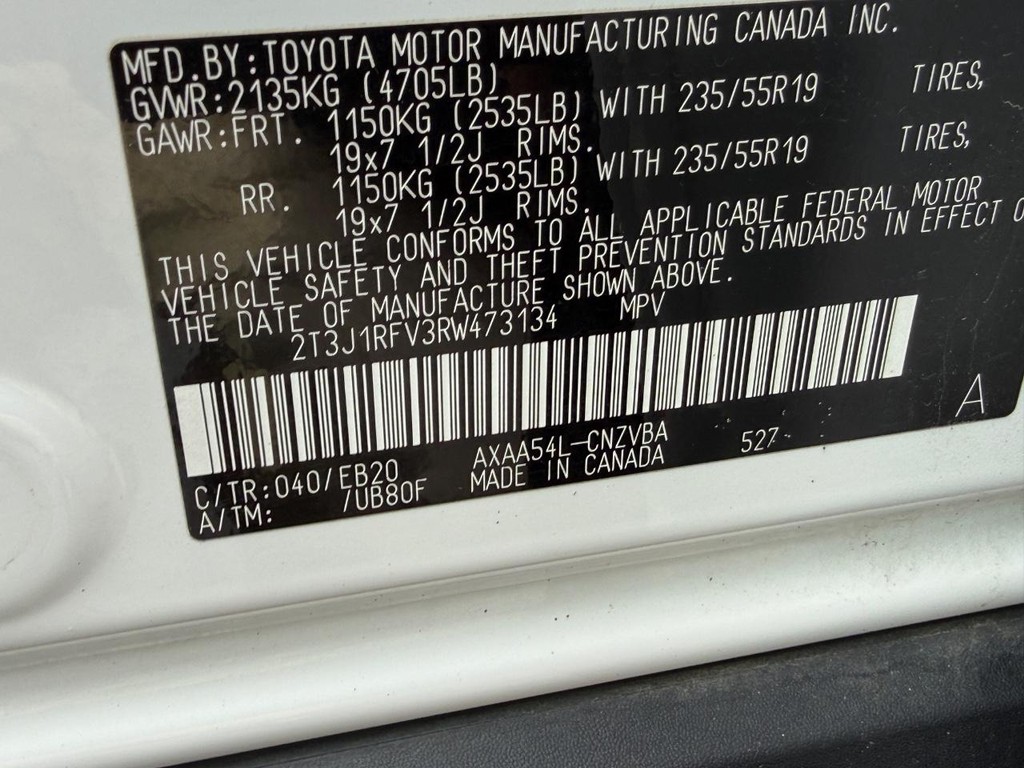 MFD.BY:TOYOTA MOTOR MANUFACTURING CANADA INC.
GVWR:2135KG (4705LB)
GAWR:FRT. 1150KG (2535LB) WITH 235/55R19 TIRES,
19x7 1/2J RIMS.
RR. 1150KG (2535LB) WITH 235/55R19 TIRES,
19x7 1/2J RIMS.
THIS VEHICLE CONFORMS TO ALL APPLICABLE FEDERAL MOTOR
VEHICLE SAFETY AND THEFT PREVENTION STANDARDS IN EFFECT O
THE DATE OF MANUFACTURE SHOWN ABOVE.
2T3J1RFV3RW473134 MPV
A
C/TR:040/EB20 AXAA54L-CNZVBA 527
A/TM: /UB80F MADE IN CANADA